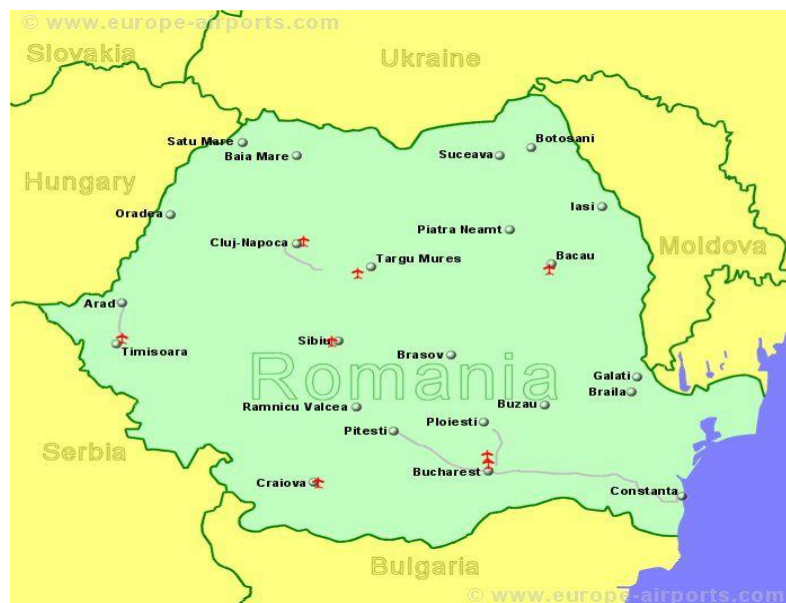 © www.europe-airports.com
Slovakia
Ukraine
Satu Mare
Baia Mare
Suceava
Botosani
Hungary
Oradea
Iasi
Cluj-Napoca
Piatra Neamt
Moldova
Targu Mures
Bacau
Arad
Timisoara
Sibiu
Brasov
Romania
Galati
Braila
Ramnicu Valcea
Buzau
Pitesti
Ploiesti
Serbia
Bucharest
Craiova
Constanta
Bulgaria
© www.europe-airports.com